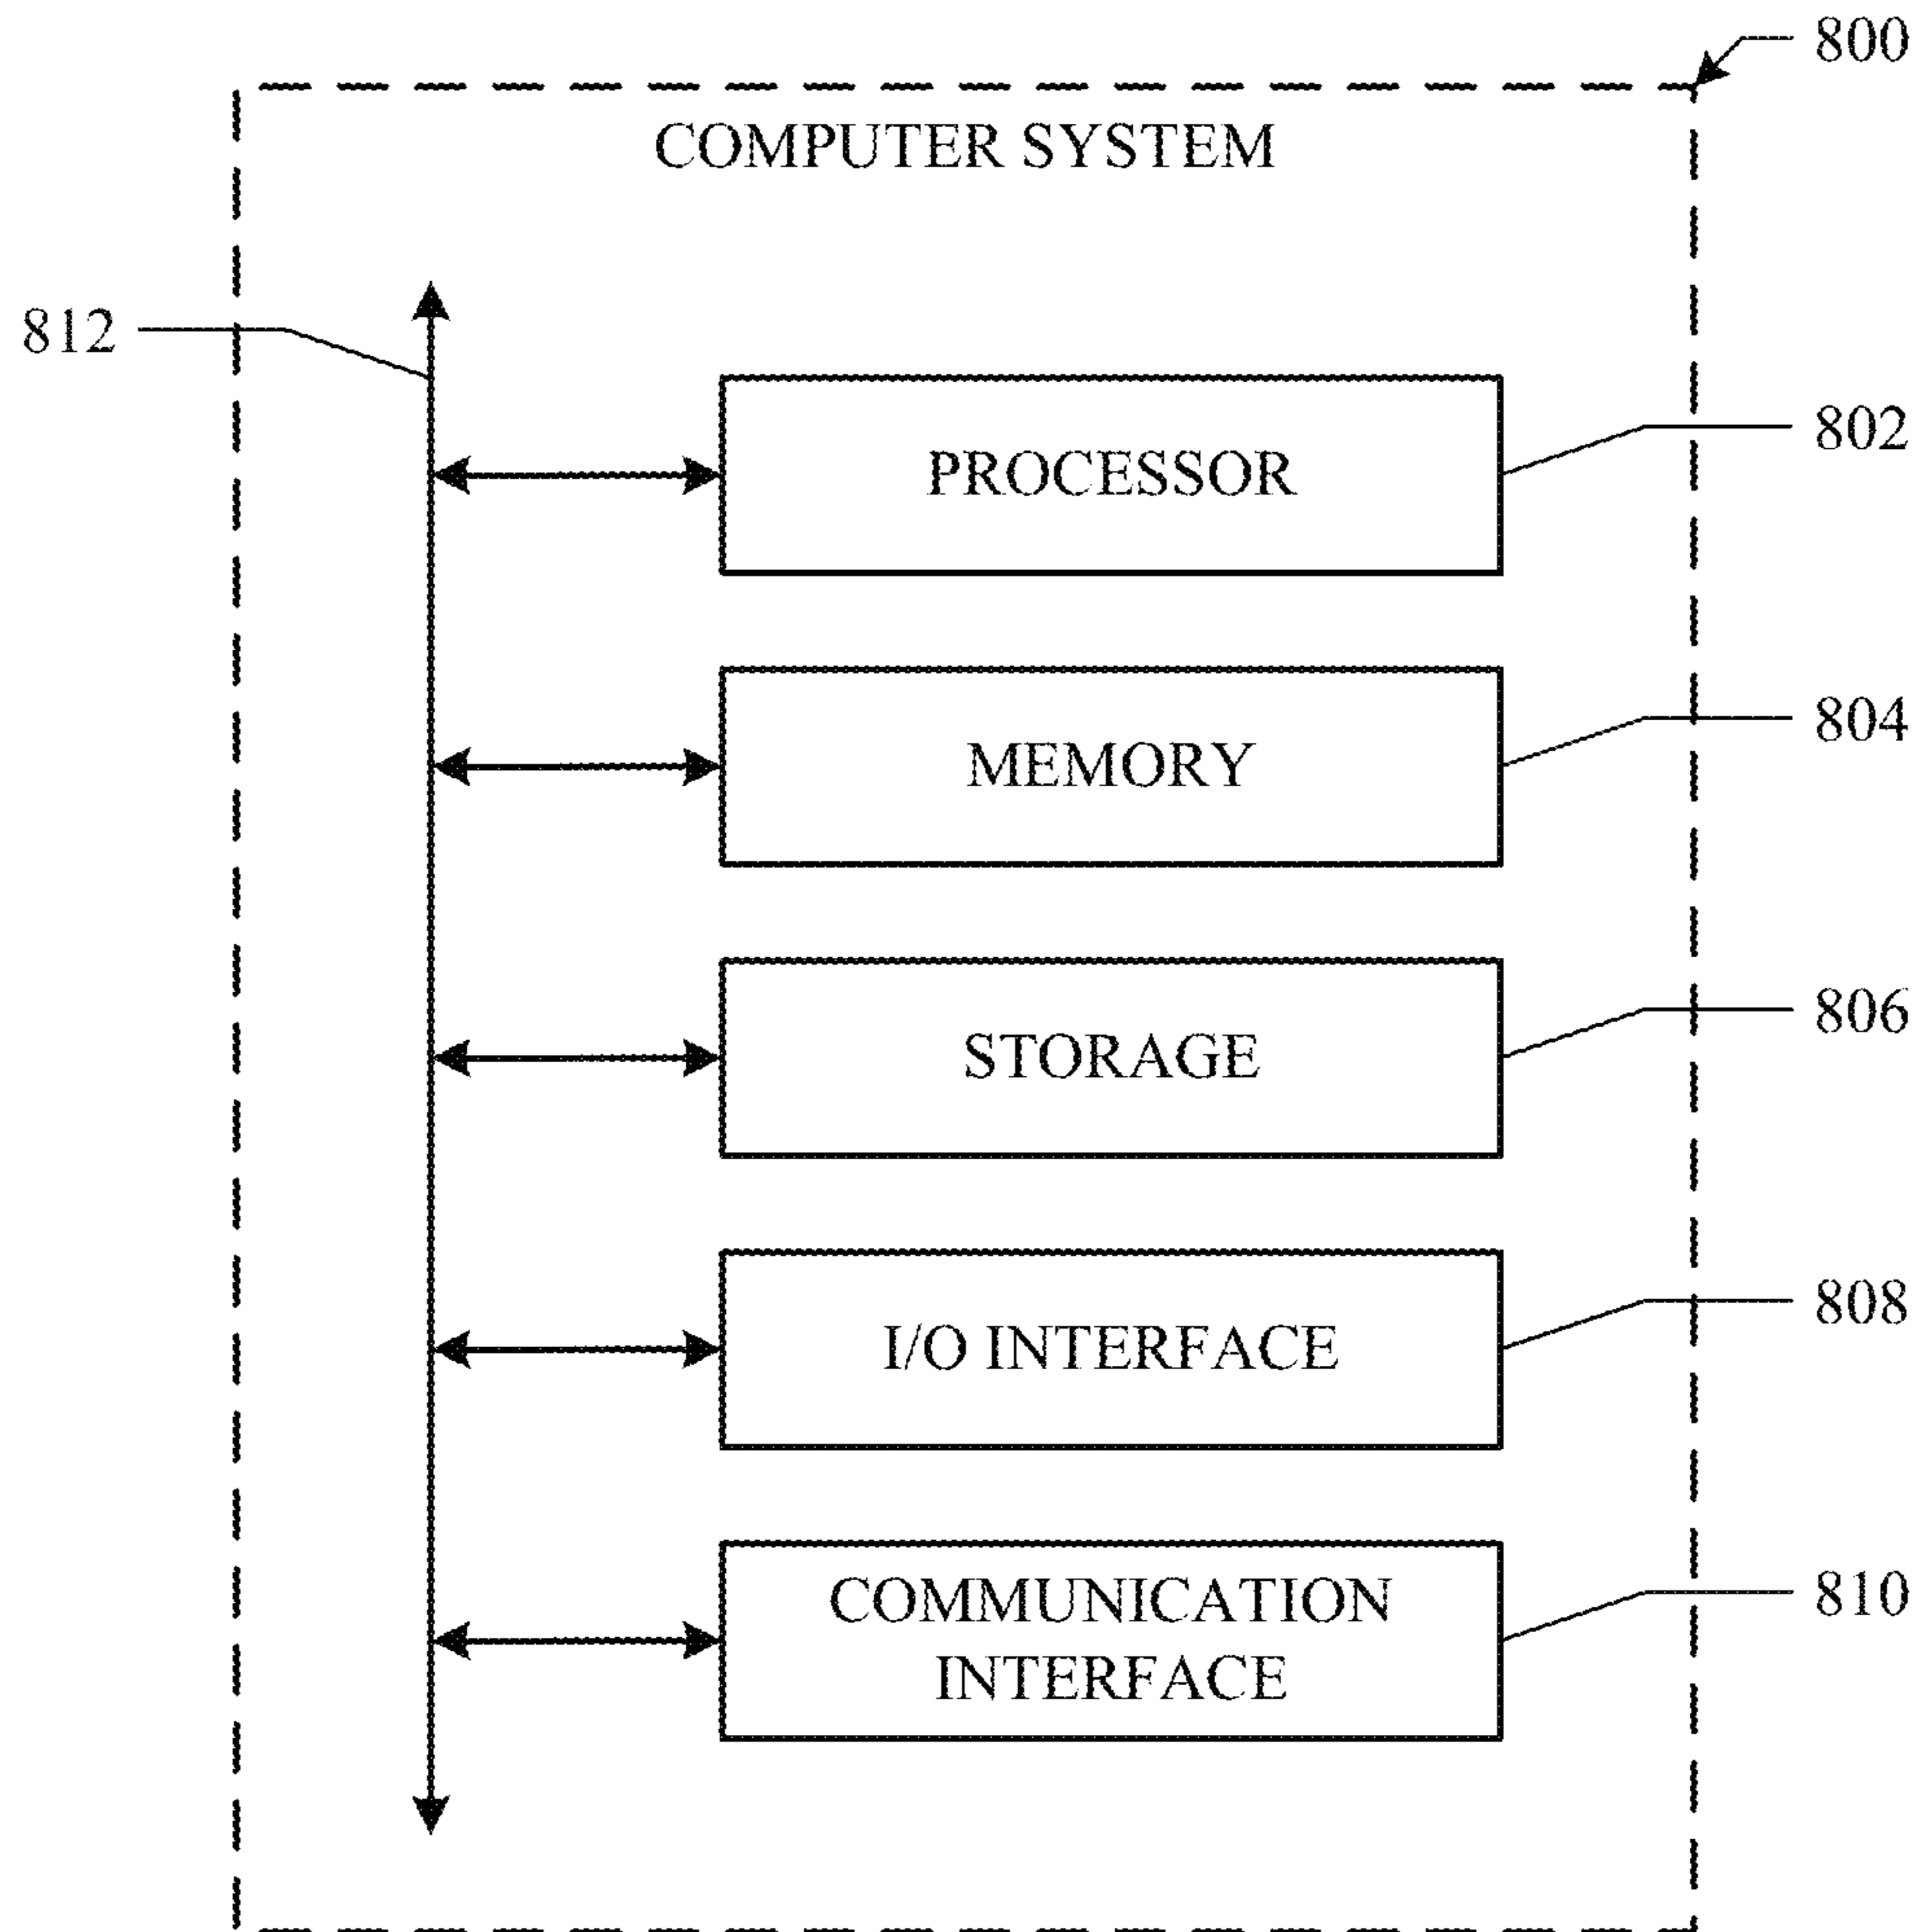 800
COMPUTER SYSTEM
812
802
PROCESSOR
804
MEMORY
806
STORAGE
808
I/O INTERFACE
810
COMMUNICATION
INTERFACE